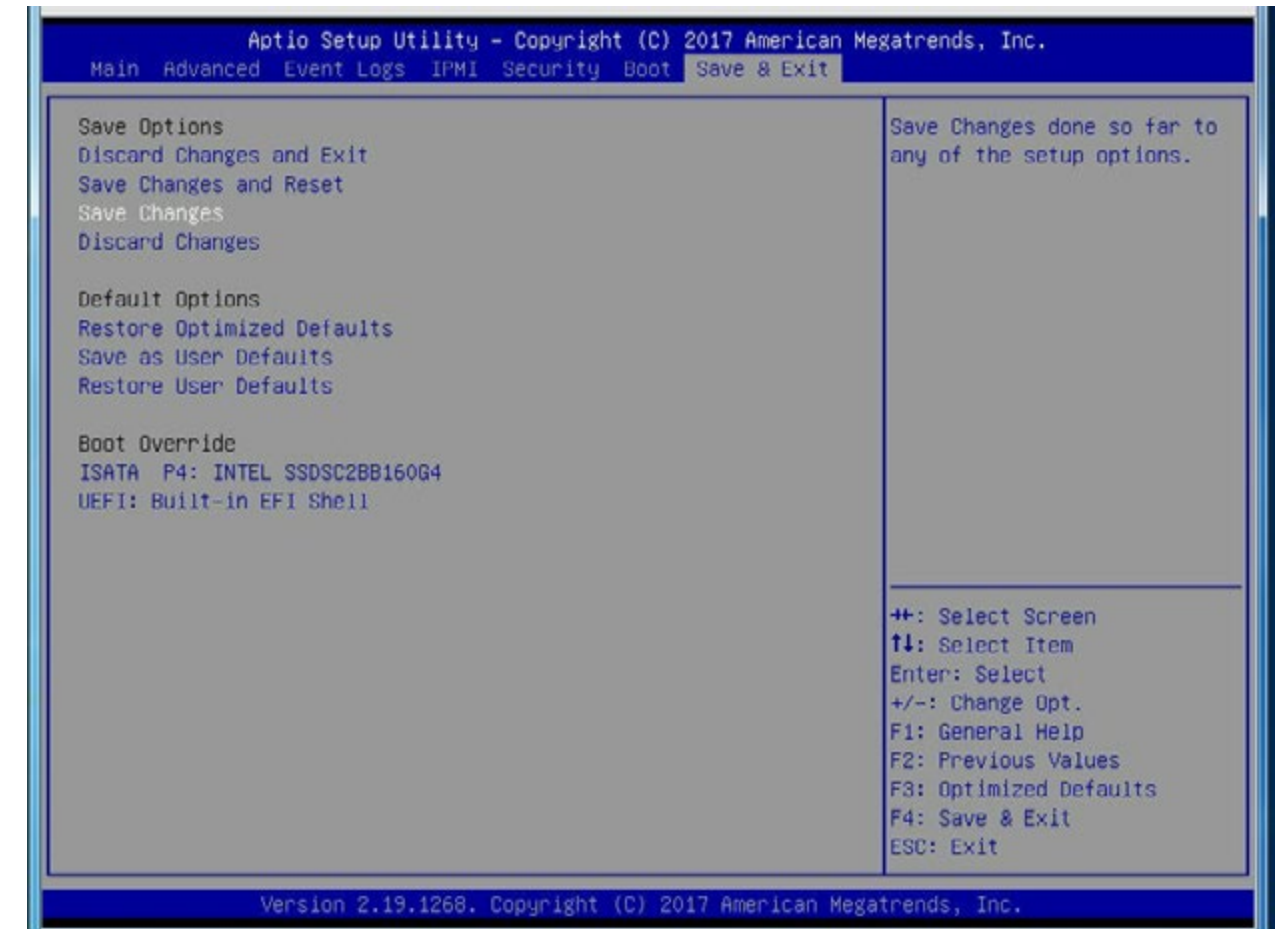 Aptio Setup Utility – Copyright (C) 2017 American Megatrends, Inc.
Main Advanced Event Logs IPMI Security Boot Save & Exit
Save Options
Discard Changes and Exit
Save Changes and Reset
Save Changes
Discard Changes
Default Options
Restore Optimized Defaults
Save as User Defaults
Restore User Defaults
Boot Override
ISATA P4: INTEL SSDSC2BB160G4
UEFI: Built-in EFI Shell
Save Changes done so far to
any of the setup options.
→←: Select Screen
↑↓: Select Item
Enter: Select
+/-: Change Opt.
F1: General Help
F2: Previous Values
F3: Optimized Defaults
F4: Save & Exit
ESC: Exit
Version 2.19.1268. Copyright (C) 2017 American Megatrends, Inc.